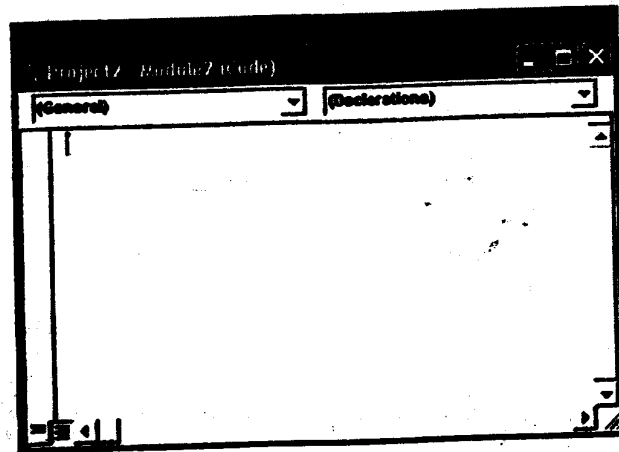 Project2 - Module2 (Code)
(General) (Declarations)